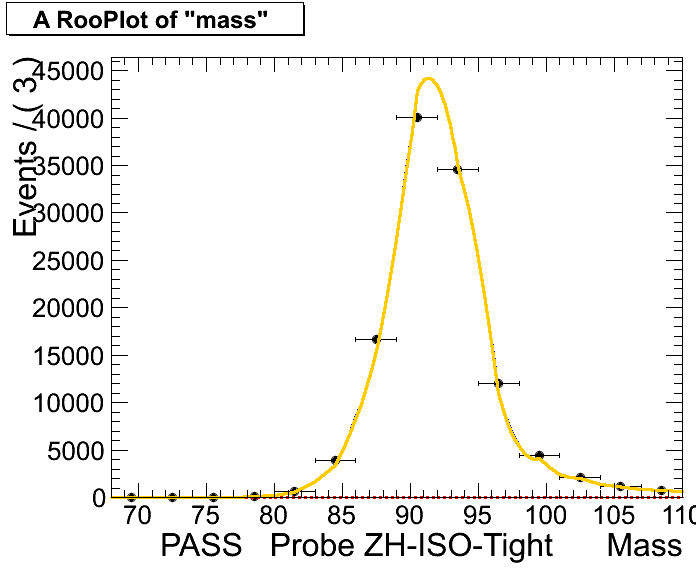 A RooPlot of "mass"
Events / ( 3 )
45000
40000
35000
30000
25000
20000
15000
10000
5000
0
70 75 80 85 90 95 100 105 110
PASS Probe ZH-ISO-Tight Mass